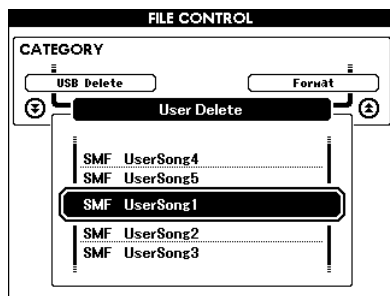 FILE CONTROL
CATEGORY
USB Delete
Format
User Delete
SMF UserSong4
SMF UserSong5
SMF UserSong1
SMF UserSong2
SMF UserSong3